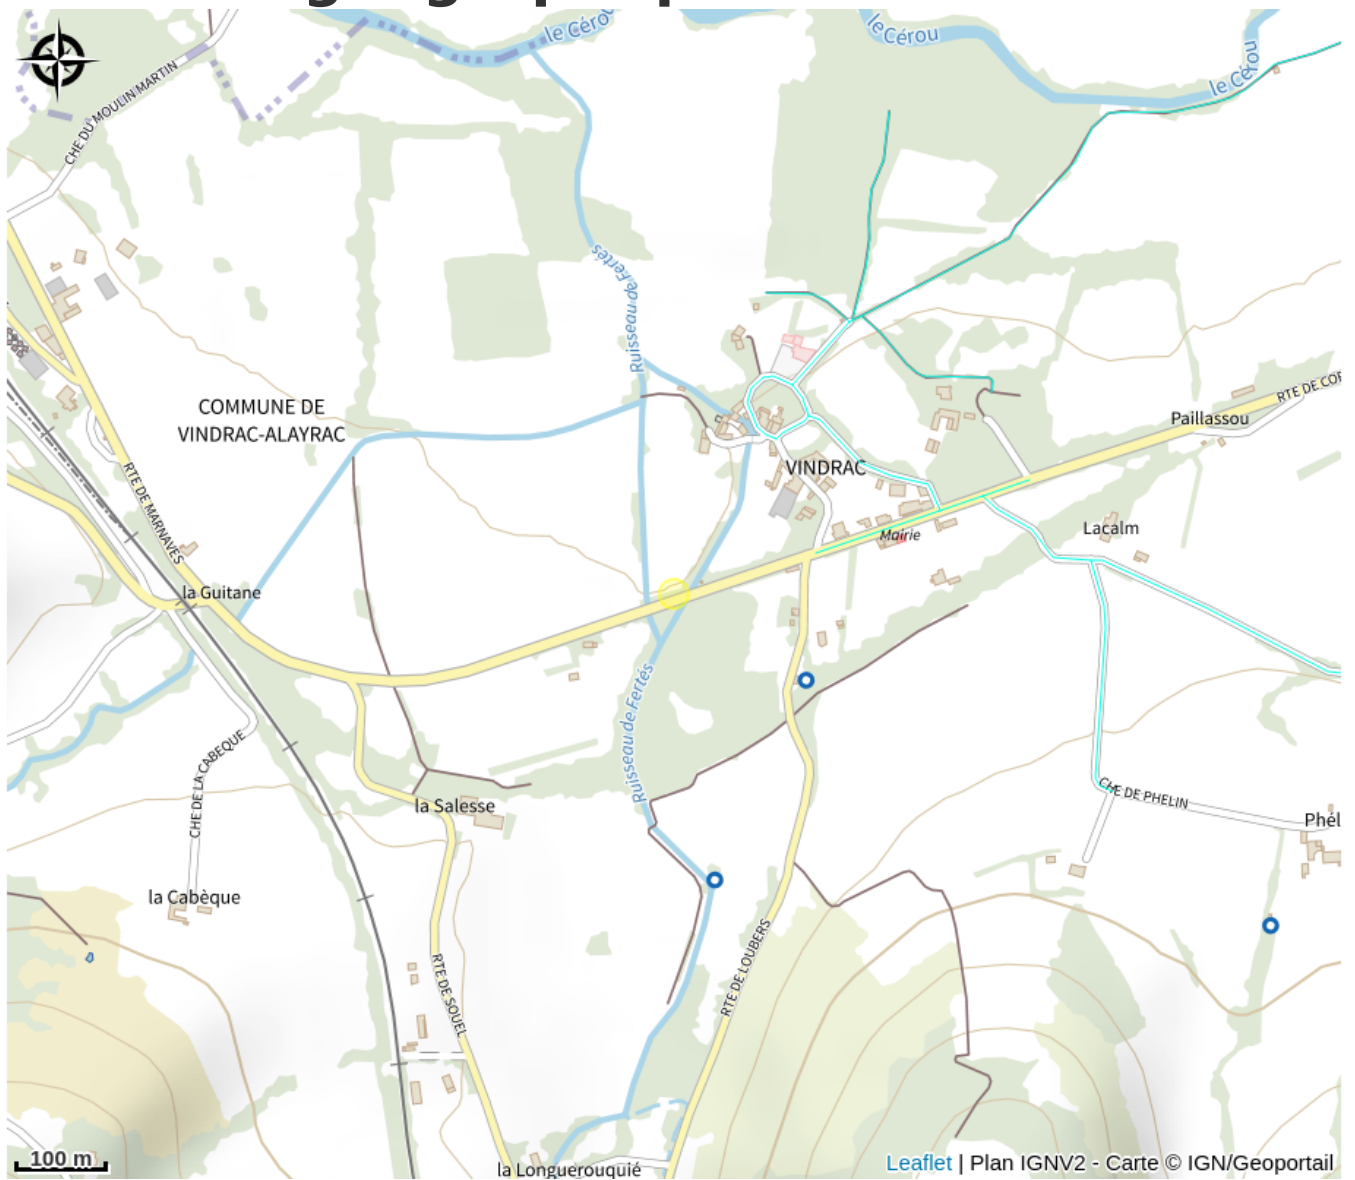 le Cérou
le Cérou
le Cérou
CHE DU MOULIN MARTIN
Ruisseau de Fertés
COMMUNE DE
VINDRAC-ALAYRAC
RTE DE COR
Paillassou
VINDRAC
RTE DE MARNAVES
Mairie
Lacalm
la Guitane
Ruisseau de Fertés
CHE DE LA CABEQUE
la Salesse
CHE DE PHELIN
Phél
la Cabèque
RTE DE LOUBERS
RTE DE SOUEL
100 m
la Longuerouquié
Leaflet | Plan IGNV2 - Carte © IGN/Geoportail